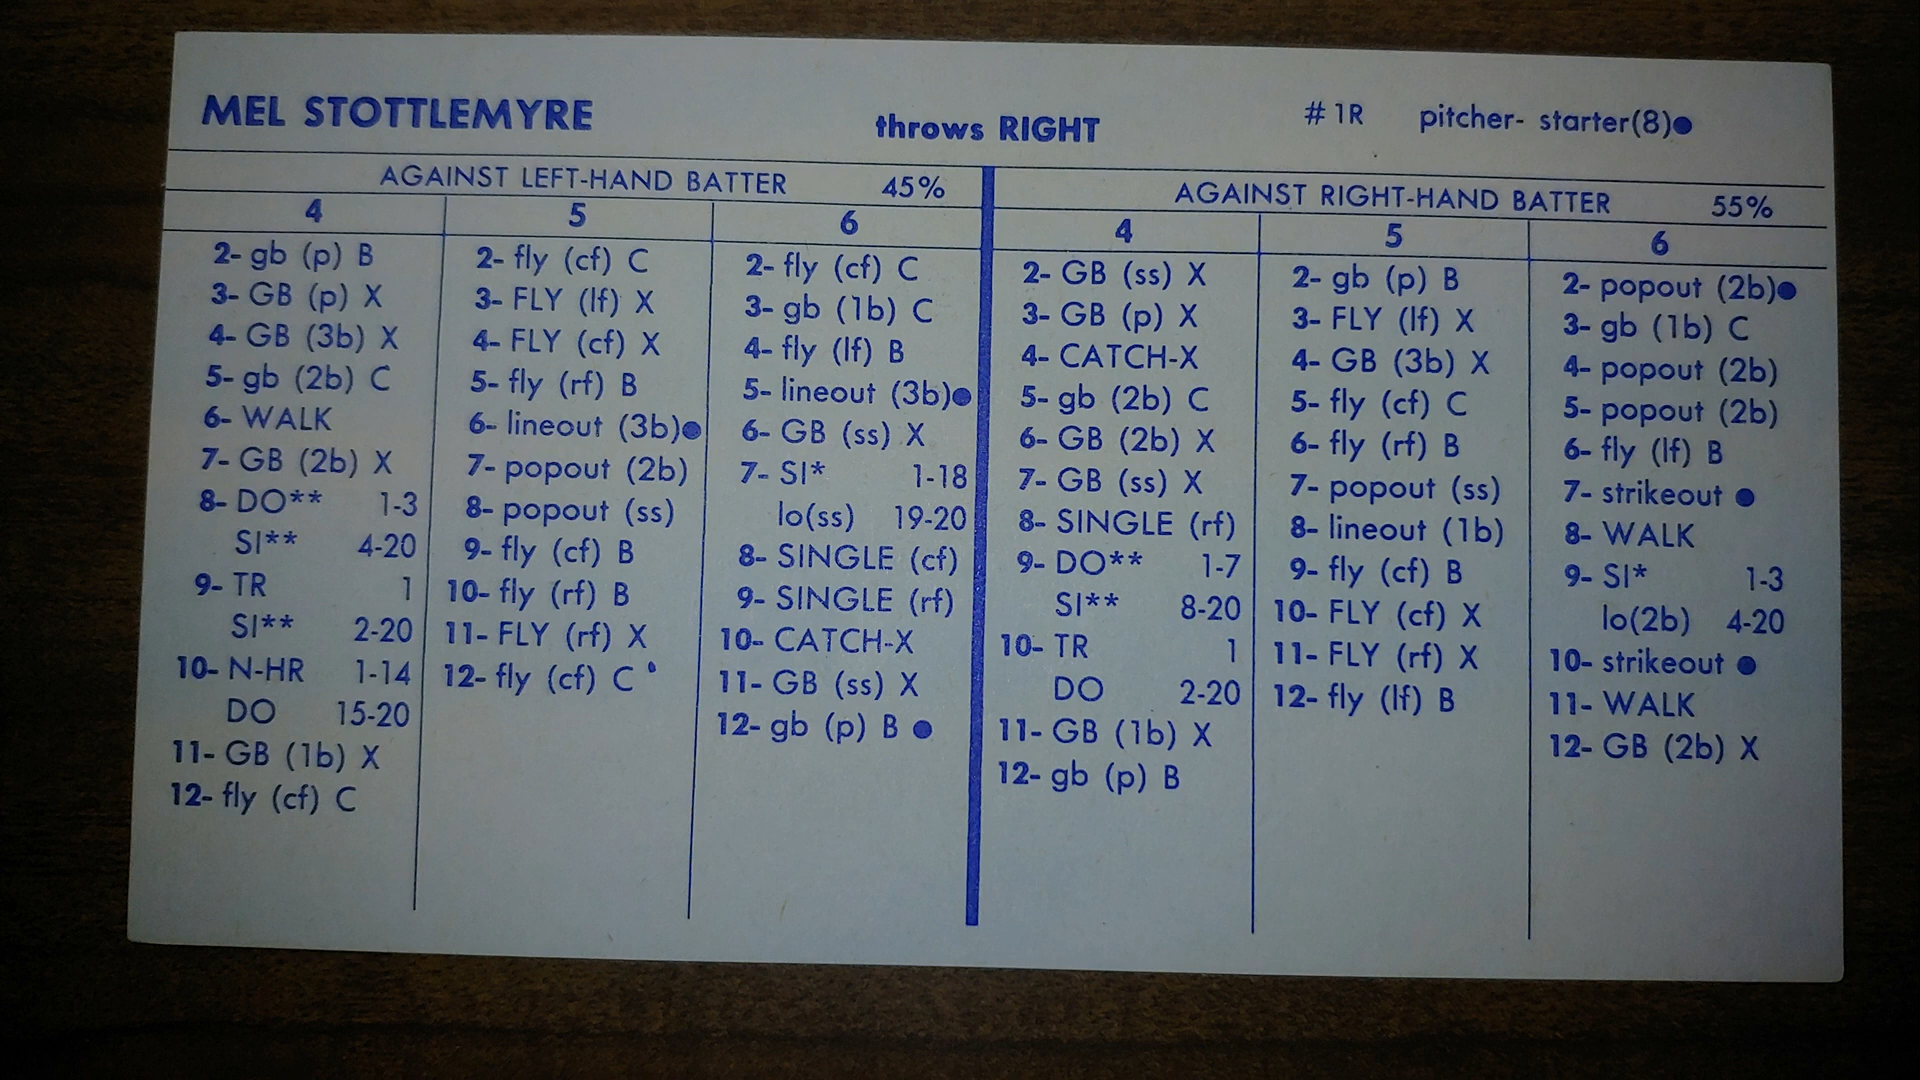 MEL STOTTLEMYRE throws RIGHT # 1R pitcher- starter(8)●
AGAINST LEFT-HAND BATTER 45%
4
2- gb (p) B
3- GB (p) X
4- GB (3b) X
5- gb (2b) C
6- WALK
7- GB (2b) X
8- DO** 1-3
SI** 4-20
9- TR 1
SI** 2-20
10- N-HR 1-14
DO 15-20
11- GB (1b) X
12- fly (cf) C
5
2- fly (cf) C
3- FLY (lf) X
4- FLY (cf) X
5- fly (rf) B
6- lineout (3b)●
7- popout (2b)
8- popout (ss)
9- fly (cf) B
10- fly (rf) B
11- FLY (rf) X
12- fly (cf) C
6
2- fly (cf) C
3- gb (1b) C
4- fly (lf) B
5- lineout (3b)●
6- GB (ss) X
7- SI* 1-18
lo(ss) 19-20
8- SINGLE (cf)
9- SINGLE (rf)
10- CATCH-X
11- GB (ss) X
12- gb (p) B ●
AGAINST RIGHT-HAND BATTER 55%
4
2- GB (ss) X
3- GB (p) X
4- CATCH-X
5- gb (2b) C
6- GB (2b) X
7- GB (ss) X
8- SINGLE (rf)
9- DO** 1-7
SI** 8-20
10- TR 1
DO 2-20
11- GB (1b) X
12- gb (p) B
5
2- gb (p) B
3- FLY (lf) X
4- GB (3b) X
5- fly (cf) C
6- fly (rf) B
7- popout (ss)
8- lineout (1b)
9- fly (cf) B
10- FLY (cf) X
11- FLY (rf) X
12- fly (lf) B
6
2- popout (2b)●
3- gb (1b) C
4- popout (2b)
5- popout (2b)
6- fly (lf) B
7- strikeout ●
8- WALK
9- SI* 1-3
lo(2b) 4-20
10- strikeout ●
11- WALK
12- GB (2b) X